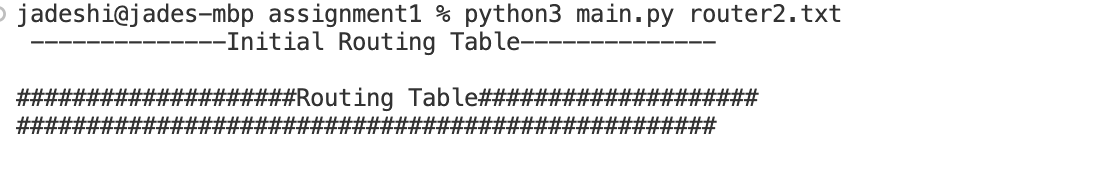 jadeshi@jades-mbp assignment1 % python3 main.py router2.txt
--------------Initial Routing Table--------------
####################Routing Table####################
##################################################